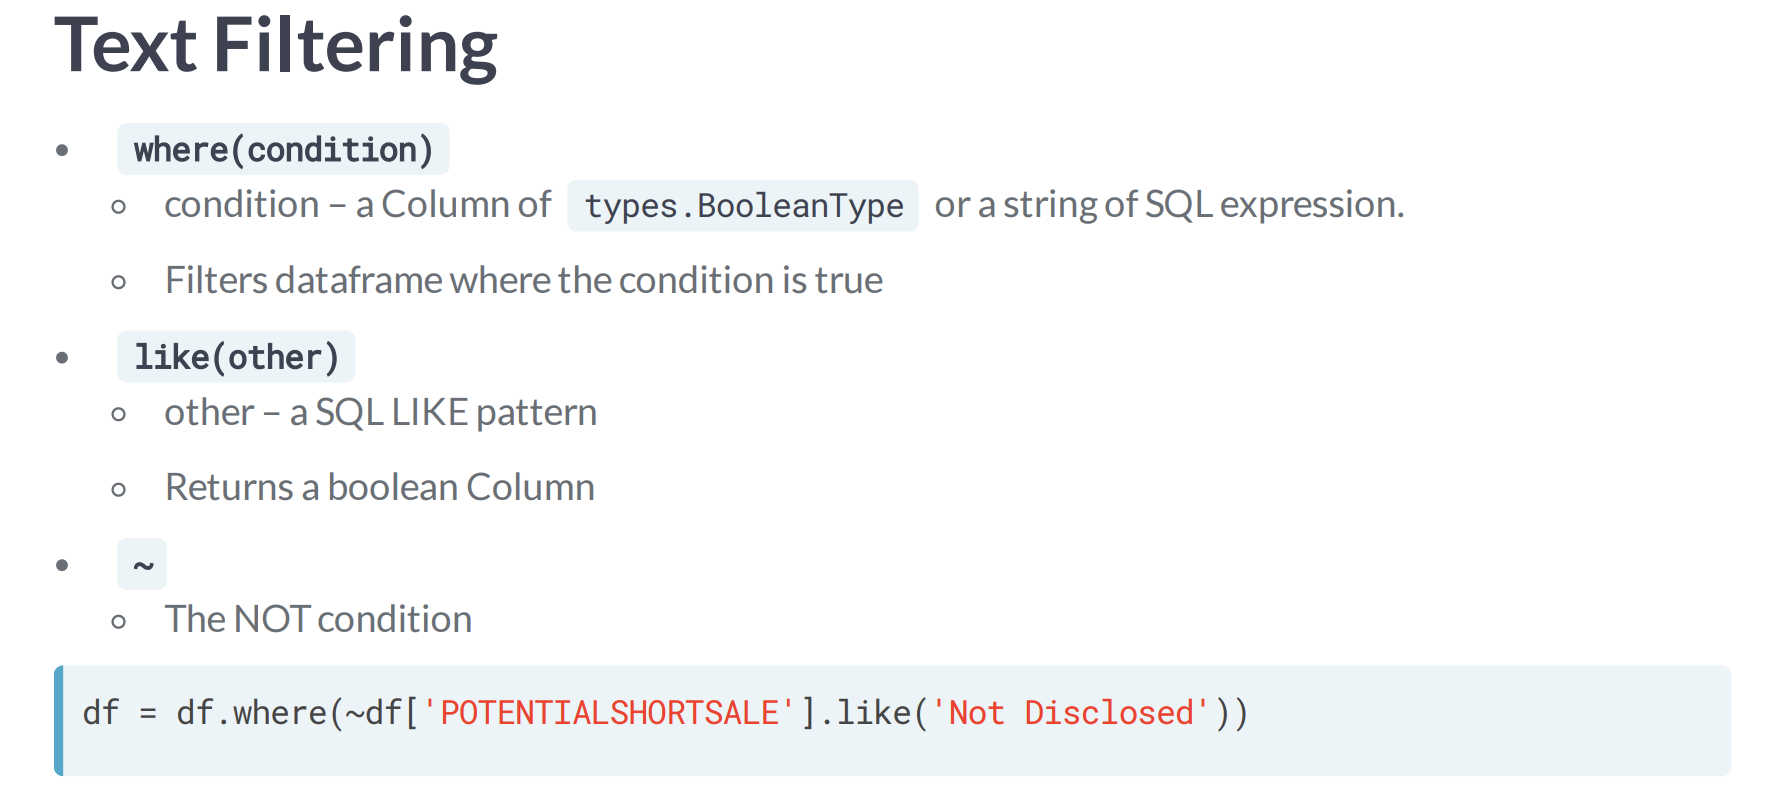 Text Filtering
where(condition)
condition – a Column of types.BooleanType or a string of SQL expression.
Filters dataframe where the condition is true
like(other)
other – a SQL LIKE pattern
Returns a boolean Column
~
The NOT condition
df = df.where(~df['POTENTIALSHORTSALE'].like('Not Disclosed'))